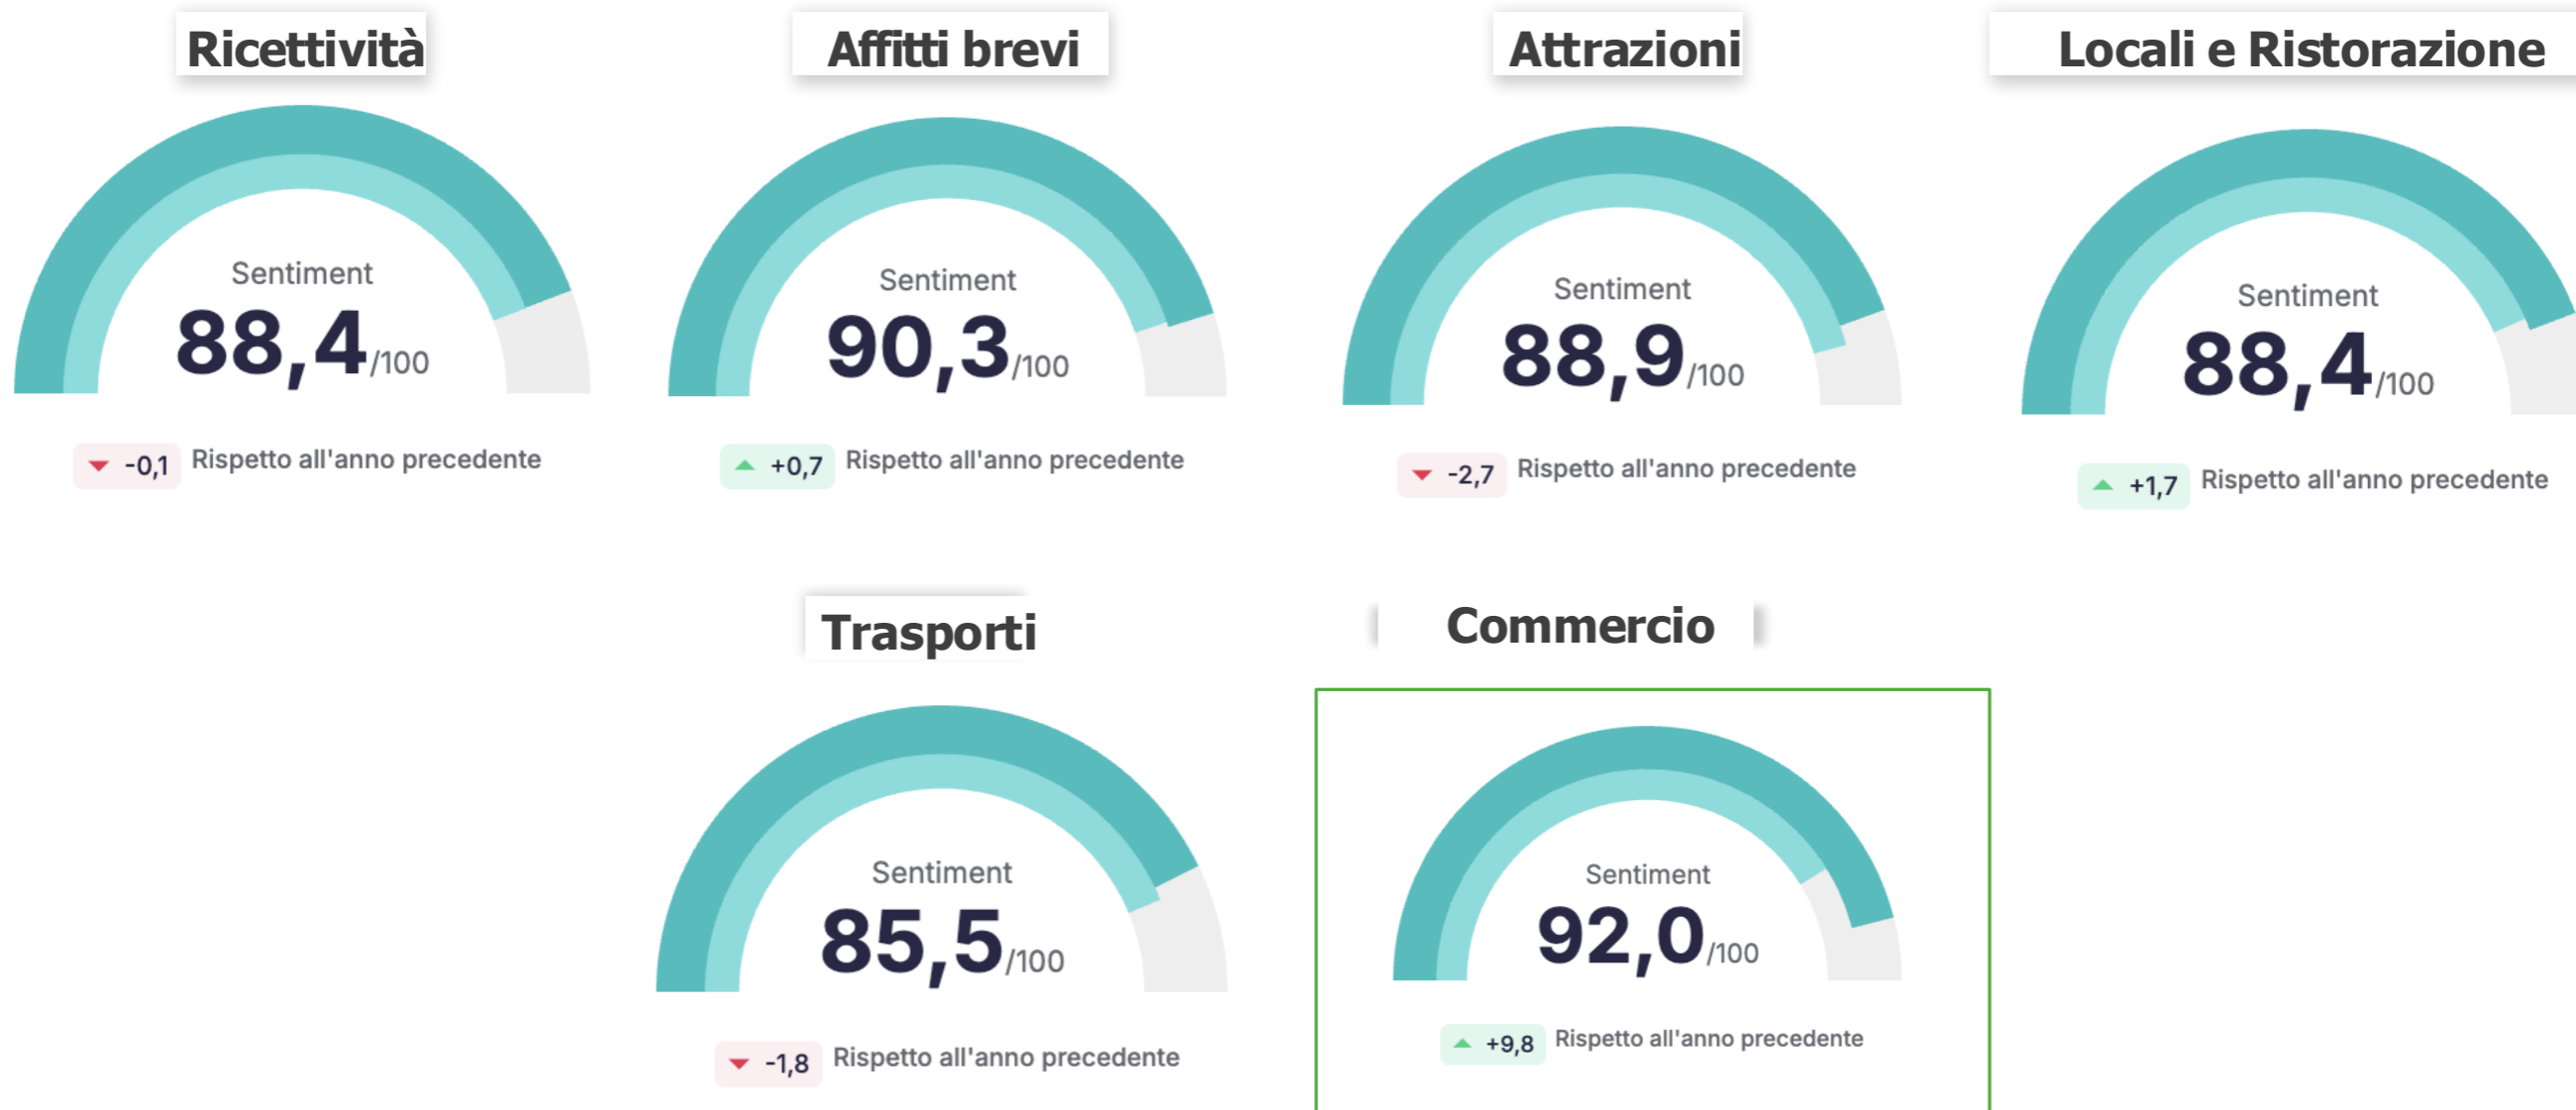 Ricettività
Affitti brevi
Attrazioni
Locali e Ristorazione
Sentiment
88,4/100
-0,1 Rispetto all'anno precedente
Sentiment
90,3/100
+0,7 Rispetto all'anno precedente
Sentiment
88,9/100
-2,7 Rispetto all'anno precedente
Sentiment
88,4/100
+1,7 Rispetto all'anno precedente
Trasporti
Commercio
Sentiment
85,5/100
-1,8 Rispetto all'anno precedente
Sentiment
92,0/100
+9,8 Rispetto all'anno precedente